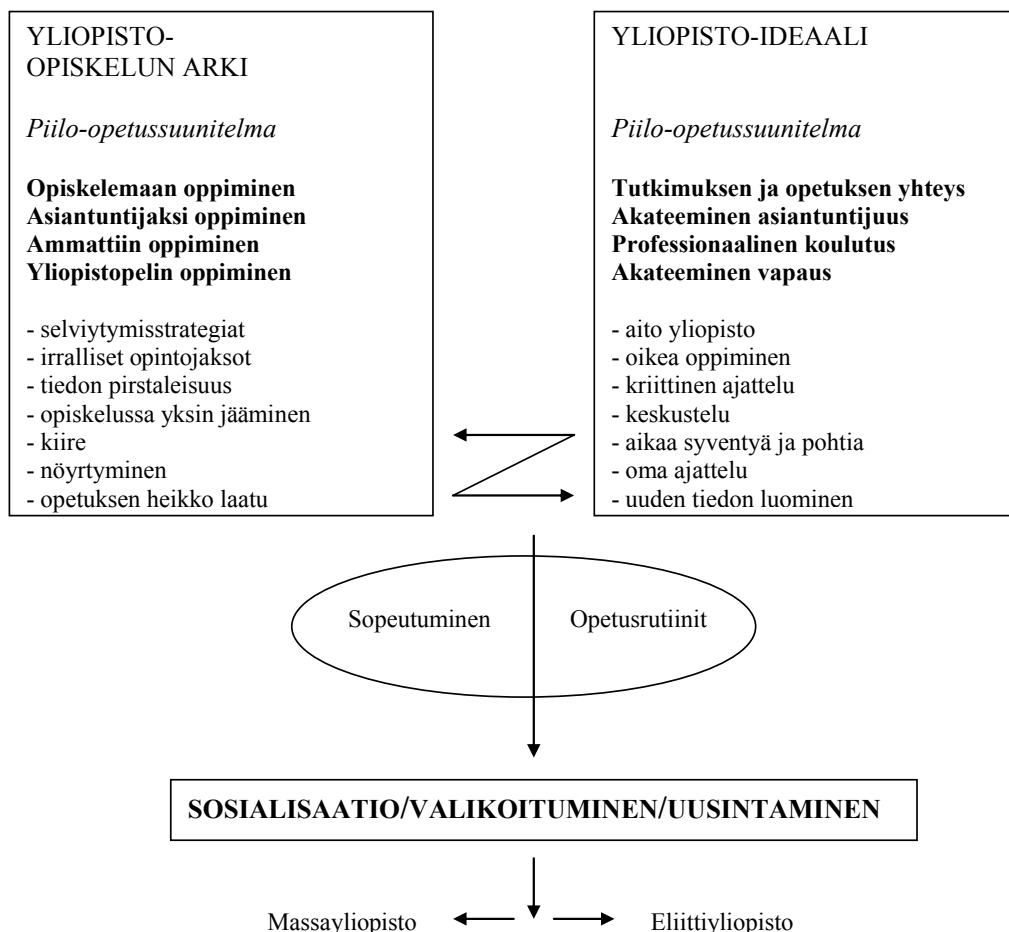 YLIOPISTO-
OPISKELUN ARKI
Piilo-opetussuunitelma
Opiskelemaan oppiminen
Asiantuntijaksi oppiminen
Ammattiin oppiminen
Yliopistopelin oppiminen
- selviytymisstrategiat
- irralliset opintojaksot
- tiedon pirstaleisuus
- opiskelussa yksin jääminen
- kiire
- nöyrtyminen
- opetuksen heikko laatu
YLIOPISTO-IDEAALI
Piilo-opetussuunitelma
Tutkimuksen ja opetuksen yhteys
Akateeminen asiantuntijuus
Professionaalinen koulutus
Akateeminen vapaus
- aito yliopisto
- oikea oppiminen
- kriittinen ajattelu
- keskustelu
- aikaa syventyä ja pohtia
- oma ajattelu
- uuden tiedon luominen
Sopeutuminen
Opetusrutiinit
SOSIALISAATIO/VALIKOITUMINEN/UUSINTAMINEN
Massayliopisto
Eliittiyliopisto